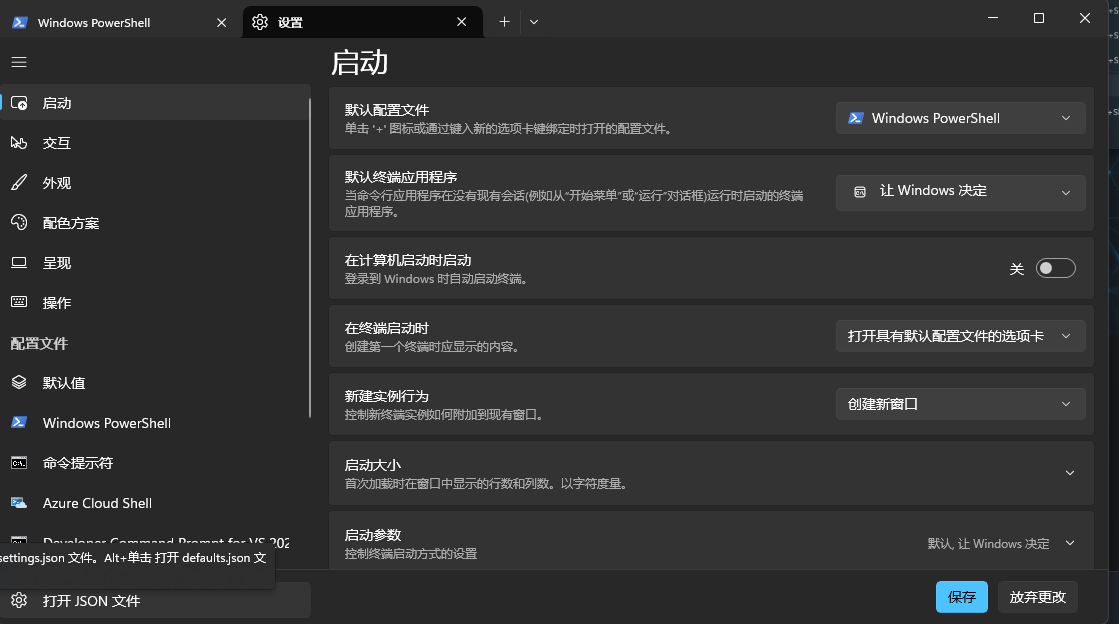 Windows PowerShell
设置
启动
交互
外观
配色方案
呈现
操作
配置文件
默认值
Windows PowerShell
命令提示符
Azure Cloud Shell
Developer Command Prompt for VS 202
settings.json 文件。Alt+单击 打开 defaults.json 文
打开 JSON 文件
启动
默认配置文件
单击 '+' 图标或通过键入新的选项卡键绑定时打开的配置文件。
Windows PowerShell
默认终端应用程序
当命令行应用程序在没有现有会话(例如从“开始菜单”或“运行”对话框)运行时启动的终端
应用程序。
让 Windows 决定
在计算机启动时启动
登录到 Windows 时自动启动终端。
关
在终端启动时
创建第一个终端时应显示的内容。
打开具有默认配置文件的选项卡
新建实例行为
控制新终端实例如何附加到现有窗口。
创建新窗口
启动大小
首次加载时在窗口中显示的行数和列数。以字符度量。
启动参数
控制终端启动方式的设置
默认, 让 Windows 决定
保存
放弃更改